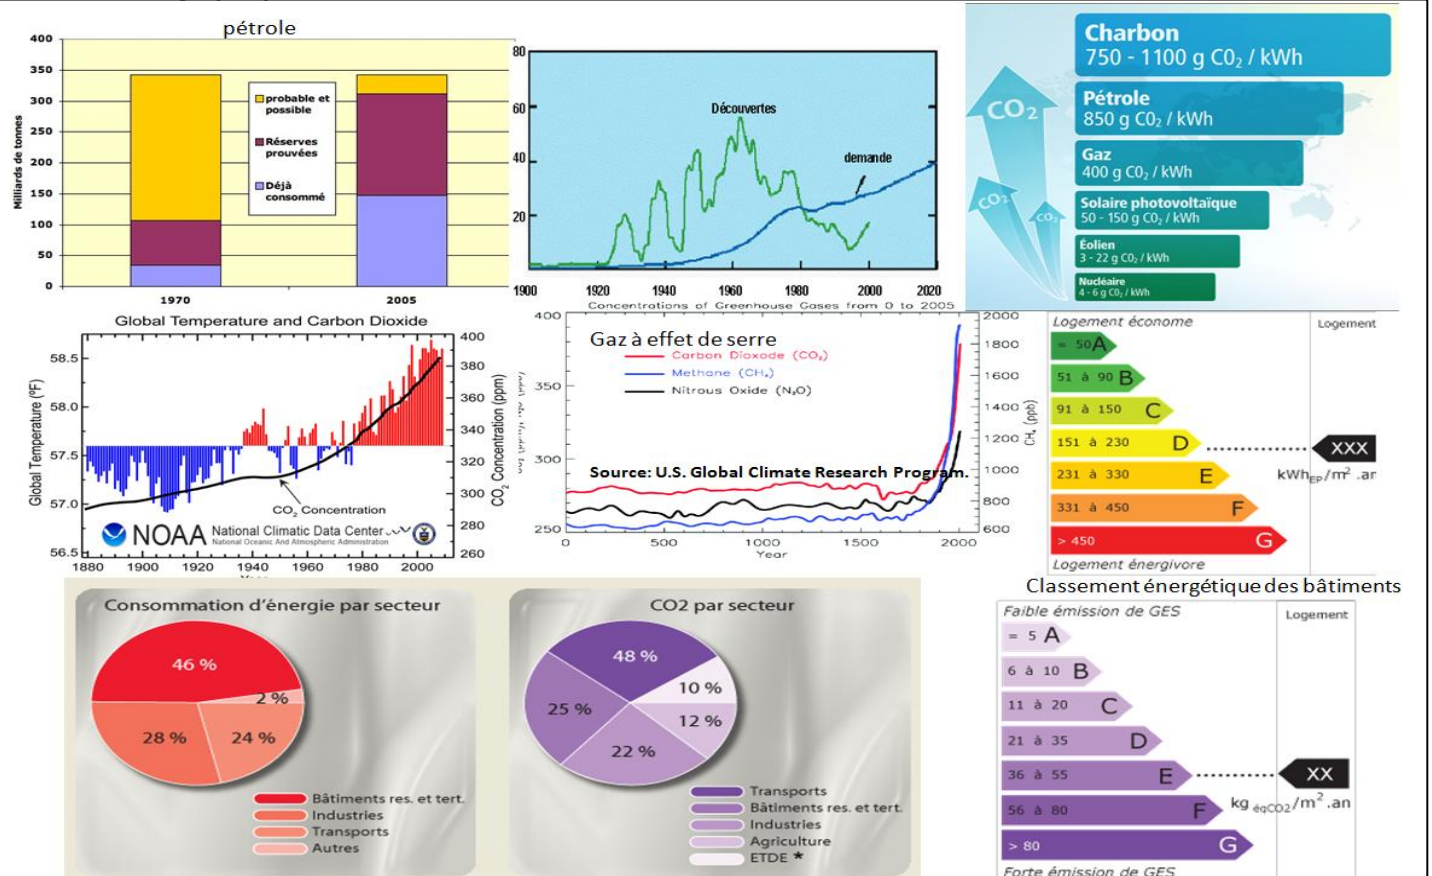 pétrole
400
350
300
250
200
150
100
50
0
Milliards de tonnes
probable et
possible
Réserves
prouvées
Déjà
consommé
1970
2005
80
60
40
20
Découvertes
demande
1900
1920
1940
1960
1980
2000
2020
CO2
CO2
CO2
Charbon
750 - 1100 g CO2 / kWh
Pétrole
850 g CO2 / kWh
Gaz
400 g CO2 / kWh
Solaire photovoltaïque
50 - 150 g CO2 / kWh
Éolien
3 - 22 g CO2 / kWh
Nucléaire
4 - 6 g CO2 / kWh
Global Temperature and Carbon Dioxide
58.5
58.0
57.5
57.0
56.5
Global Temperature (ºF)
400
380
360
340
320
300
280
260
CO2 Concentration (ppm)
CO2 Concentration
NOAA
National Climatic Data Center
National Oceanic And Atmospheric Administration
1880
1900
1920
1940
1960
1980
2000
Concentrations of Greenhouse Gases from 0 to 2005
Gaz à effet de serre
Carbon Dioxode (CO2)
Methane (CH4)
Nitrous Oxide (N2O)
400
350
300
250
2000
1800
1600
1400
1200
1000
800
600
CH4 (ppb)
Source: U.S. Global Climate Research Program.
0
500
1000
1500
2000
Year
Logement économe
Logement
= 50 A
51 à 90 B
91 à 150 C
151 à 230 D
XXX
231 à 330 E
kWhEP/m2 .an
331 à 450 F
> 450 G
Logement énergivore
Classement énergétique des bâtiments
Consommation d'énergie par secteur
46 %
2 %
28 %
24 %
Bâtiments res. et tert.
Industries
Transports
Autres
CO2 par secteur
48 %
10 %
25 %
12 %
22 %
Transports
Bâtiments res. et tert.
Industries
Agriculture
ETDE *
Faible émission de GES
Logement
= 5 A
6 à 10 B
11 à 20 C
21 à 35 D
36 à 55 E
XX
56 à 80 F
kg éqCO2/m2 .an
> 80 G
Forte émission de GES